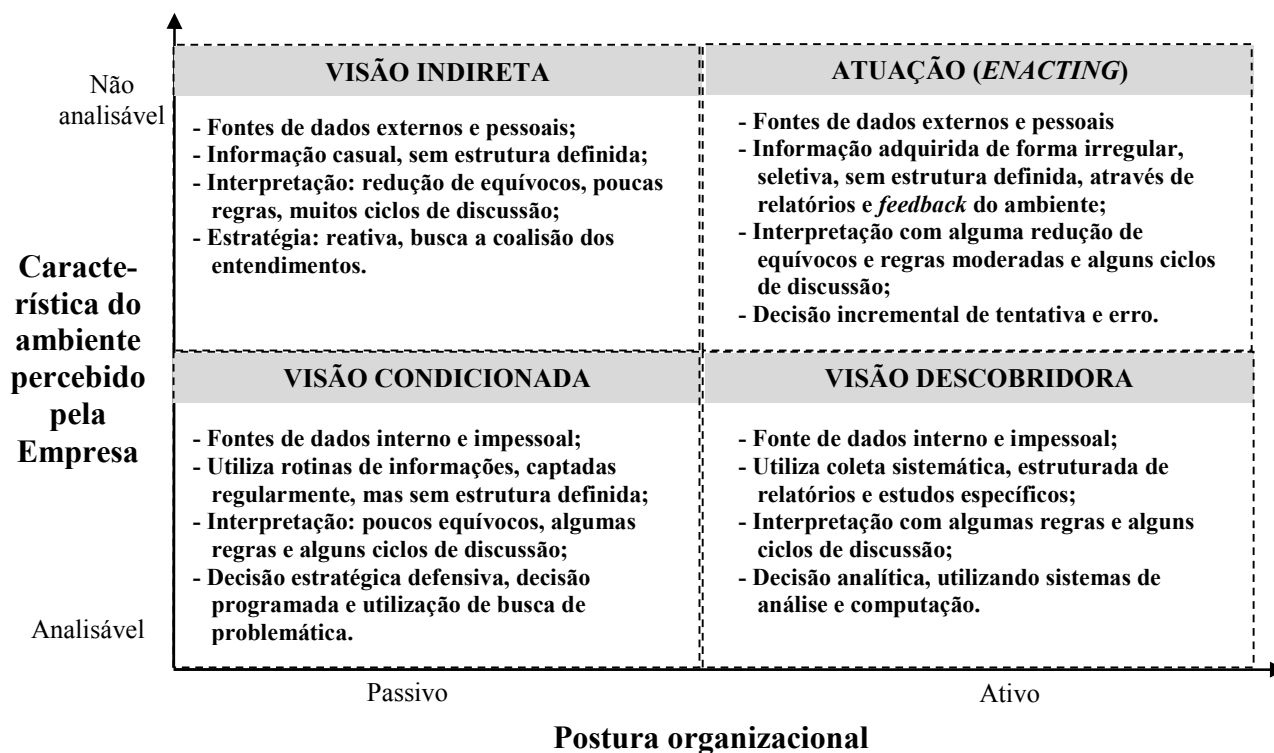 VISÃO INDIRETA
ATUAÇÃO (ENACTING)
Não
analisável
- Fontes de dados externos e pessoais;
- Informação casual, sem estrutura definida;
- Interpretação: redução de equívocos, poucas
regras, muitos ciclos de discussão;
- Estratégia: reativa, busca a coalisão dos
entendimentos.
- Fontes de dados externos e pessoais
- Informação adquirida de forma irregular,
seletiva, sem estrutura definida, através de
relatórios e feedback do ambiente;
- Interpretação com alguma redução de
equívocos e regras moderadas e alguns ciclos
de discussão;
- Decisão incremental de tentativa e erro.
Caracte-
rística do
ambiente
percebido
pela
Empresa
VISÃO CONDICIONADA
VISÃO DESCOBRIDORA
- Fontes de dados interno e impessoal;
- Utiliza rotinas de informações, captadas
regularmente, mas sem estrutura definida;
- Interpretação: poucos equívocos, algumas
regras e alguns ciclos de discussão;
- Decisão estratégica defensiva, decisão
programada e utilização de busca de
problemática.
- Fonte de dados interno e impessoal;
- Utiliza coleta sistemática, estruturada de
relatórios e estudos específicos;
- Interpretação com algumas regras e alguns
ciclos de discussão;
- Decisão analítica, utilizando sistemas de
análise e computação.
Analisável
Passivo
Ativo
Postura organizacional